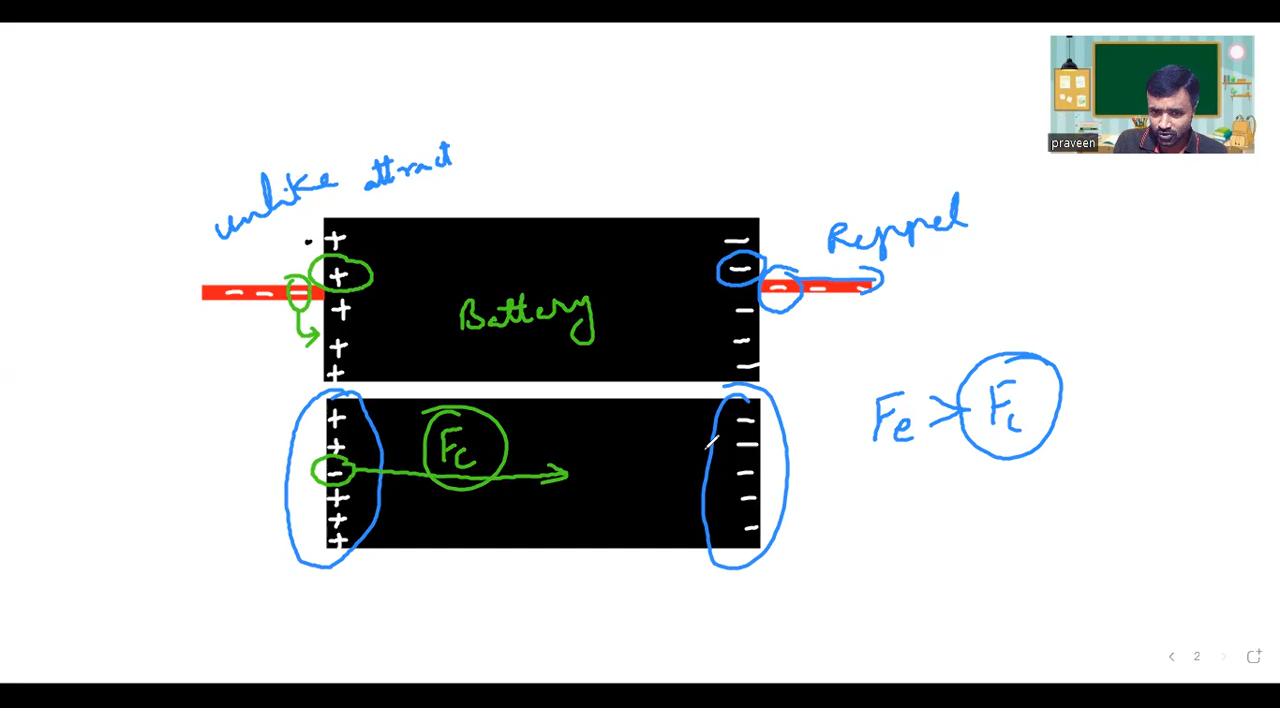 praveen
unlike attract
Reppel
Battery
Fe > Fc
Fc
2